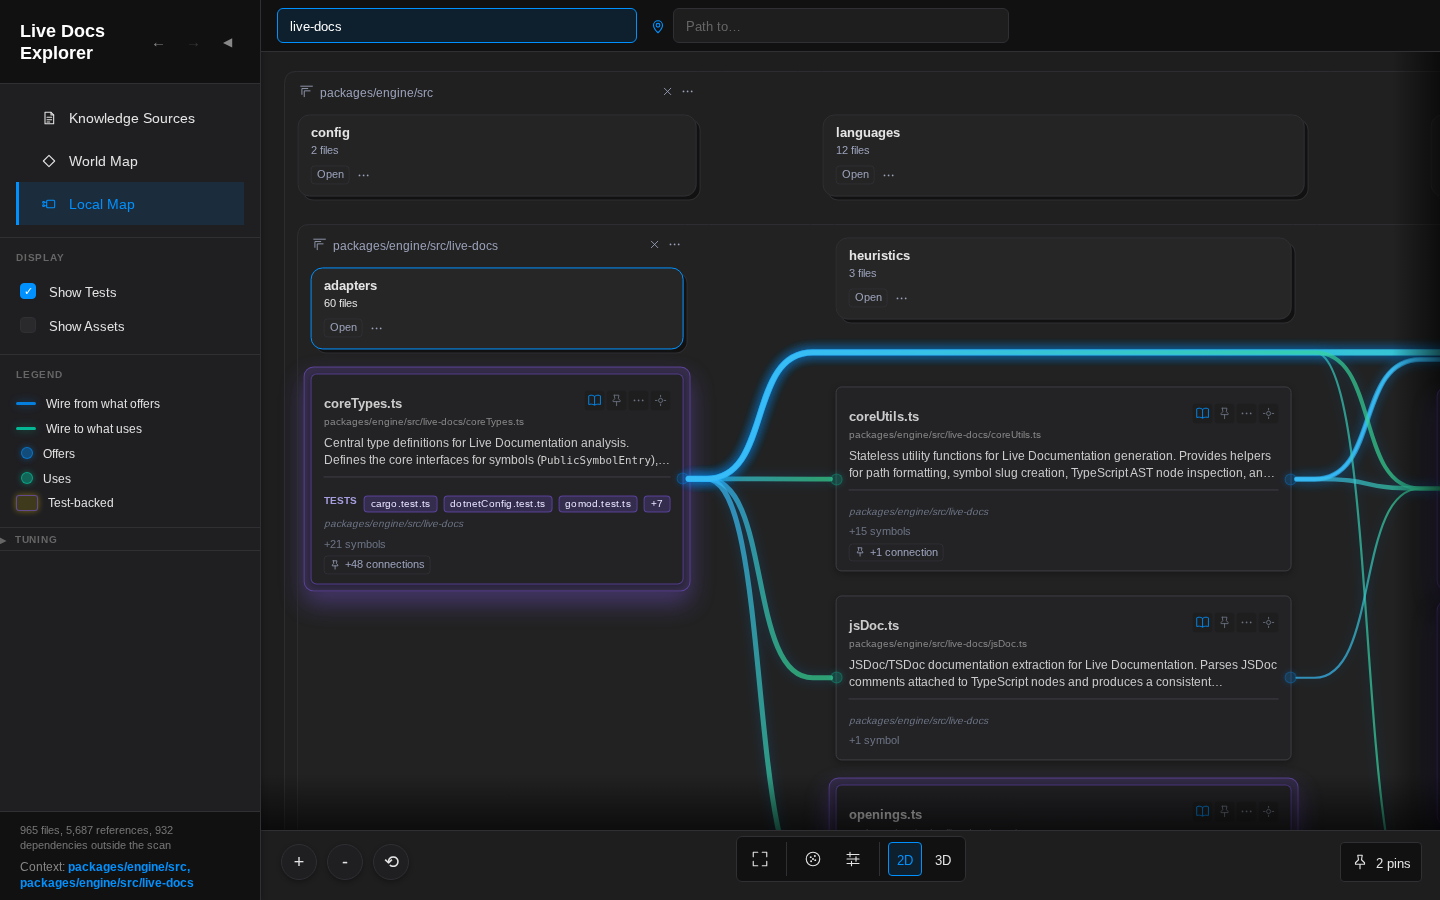 Live Docs
Explorer
← → ◀
live-docs
Path to...
Knowledge Sources
World Map
Local Map
DISPLAY
✓ Show Tests
Show Assets
LEGEND
Wire from what offers
Wire to what uses
Offers
Uses
Test-backed
▶ TUNING
965 files, 5,687 references, 932
dependencies outside the scan
Context: packages/engine/src,
packages/engine/src/live-docs
packages/engine/src
config
2 files
Open ...
languages
12 files
Open ...
packages/engine/src/live-docs
adapters
60 files
Open ...
heuristics
3 files
Open ...
coreTypes.ts
packages/engine/src/live-docs/coreTypes.ts
Central type definitions for Live Documentation analysis.
Defines the core interfaces for symbols (PublicSymbolEntry),...
TESTS cargo.test.ts dotnetConfig.test.ts gomod.test.ts +7
packages/engine/src/live-docs
+21 symbols
+48 connections
coreUtils.ts
packages/engine/src/live-docs/coreUtils.ts
Stateless utility functions for Live Documentation generation. Provides helpers
for path formatting, symbol slug creation, TypeScript AST node inspection, an...
packages/engine/src/live-docs
+15 symbols
+1 connection
jsDoc.ts
packages/engine/src/live-docs/jsDoc.ts
JSDoc/TSDoc documentation extraction for Live Documentation. Parses JSDoc
comments attached to TypeScript nodes and produces a consistent...
packages/engine/src/live-docs
+1 symbol
openings.ts
+ - ⟲
2D 3D
2 pins